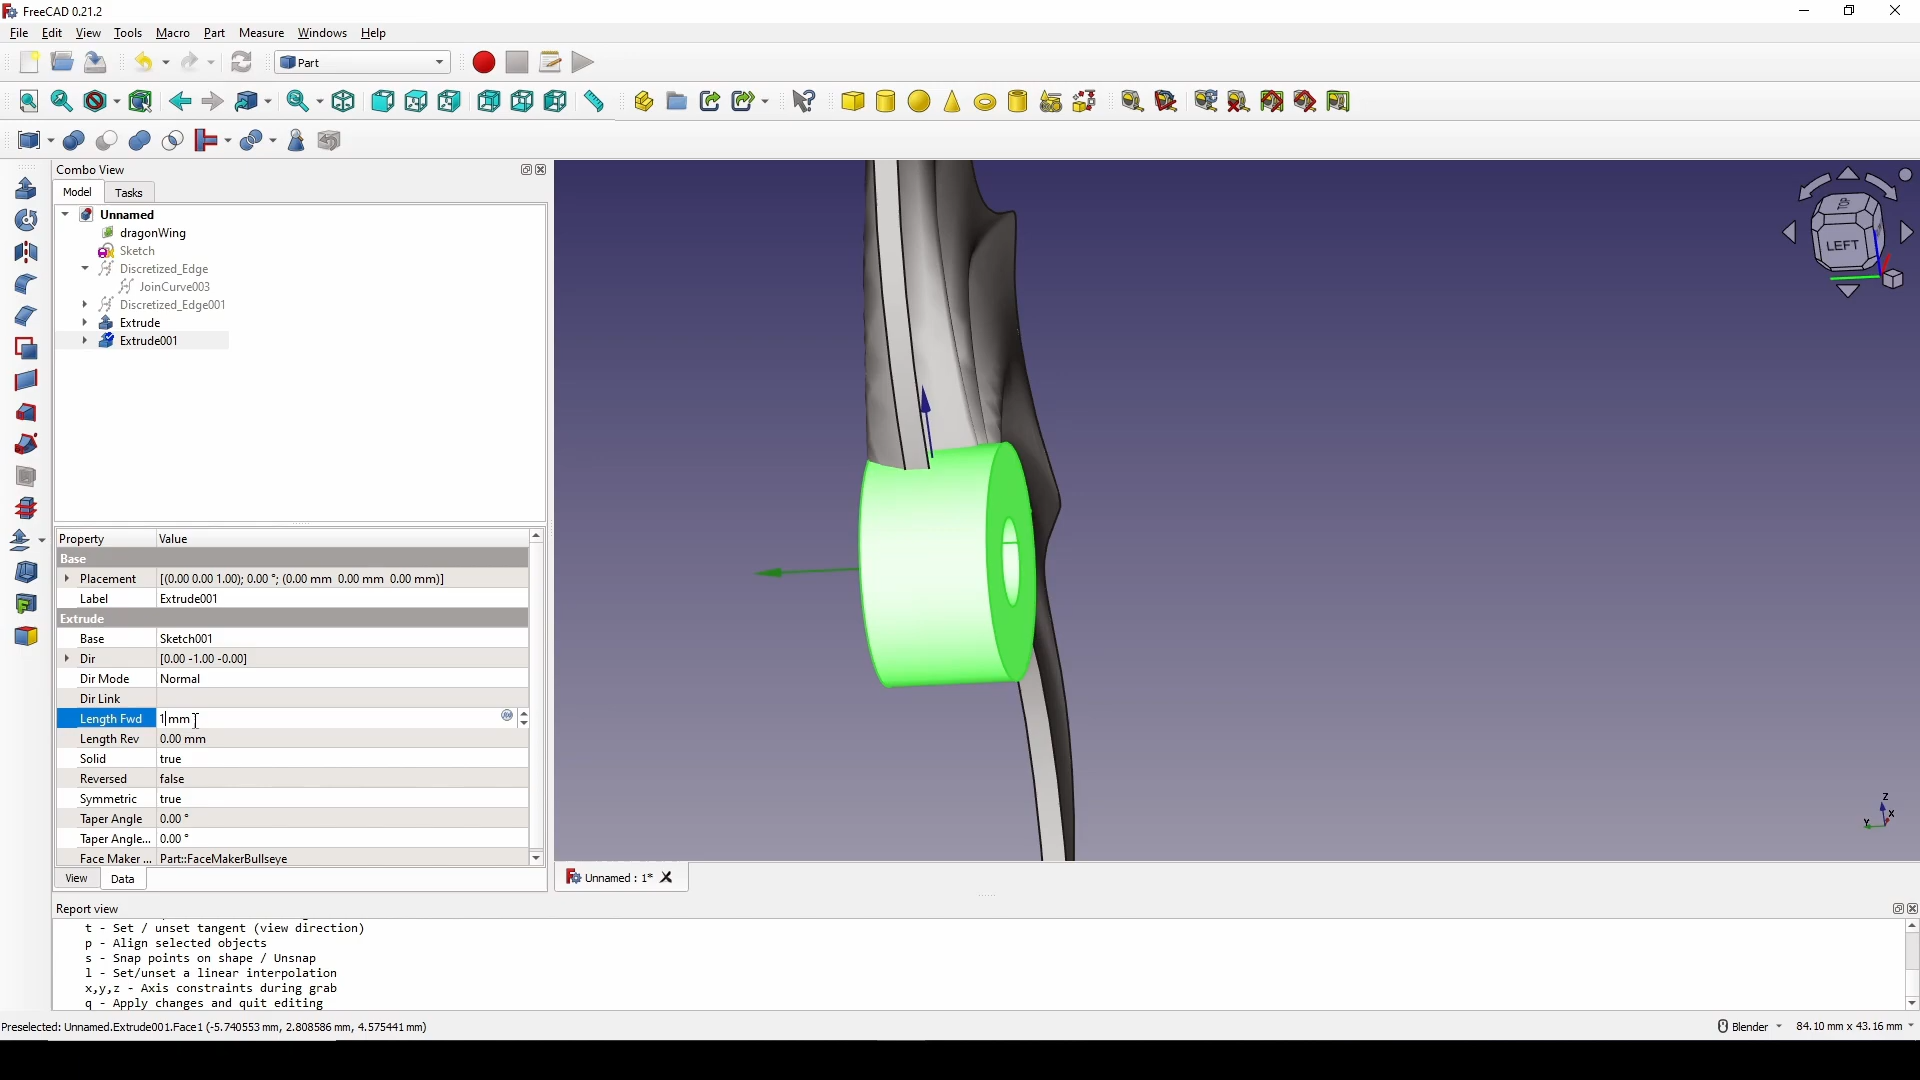 FreeCAD 0.21.2
File Edit View Tools Macro Part Measure Windows Help
Part
Combo View
Model Tasks
Unnamed
dragonWing
Sketch
Discretized_Edge
JoinCurve003
Discretized_Edge001
Extrude
Extrude001
Property Value
Base
Placement [(0.00 0.00 1.00); 0.00 °; (0.00 mm 0.00 mm 0.00 mm)]
Label Extrude001
Extrude
Base Sketch001
Dir [0.00 -1.00 -0.00]
Dir Mode Normal
Dir Link
Length Fwd 1 mm
Length Rev 0.00 mm
Solid true
Reversed false
Symmetric true
Taper Angle 0.00 °
Taper Angle... 0.00 °
Face Maker ... Part::FaceMakerBullseye
View Data
LEFT
Z
X
Y
Unnamed : 1*
Report view
t - Set / unset tangent (view direction)
p - Align selected objects
s - Snap points on shape / Unsnap
l - Set/unset a linear interpolation
x,y,z - Axis constraints during grab
q - Apply changes and quit editing
Preselected: Unnamed.Extrude001.Face1 (-5.740553 mm, 2.808586 mm, 4.575441 mm)
Blender 84.10 mm x 43.16 mm